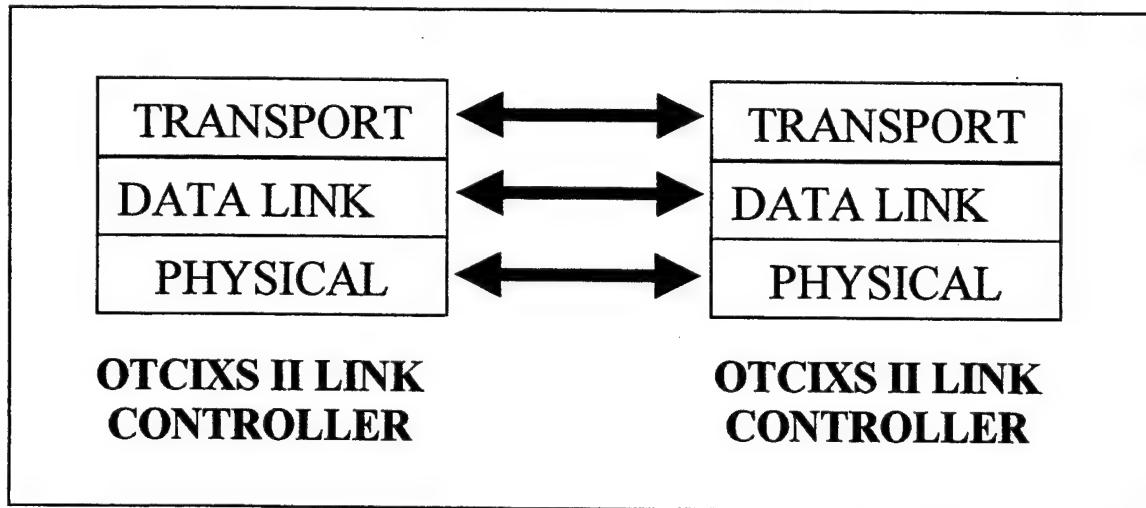 TRANSPORT
DATA LINK
PHYSICAL
OTCIXS II LINK
CONTROLLER
TRANSPORT
DATA LINK
PHYSICAL
OTCIXS II LINK
CONTROLLER